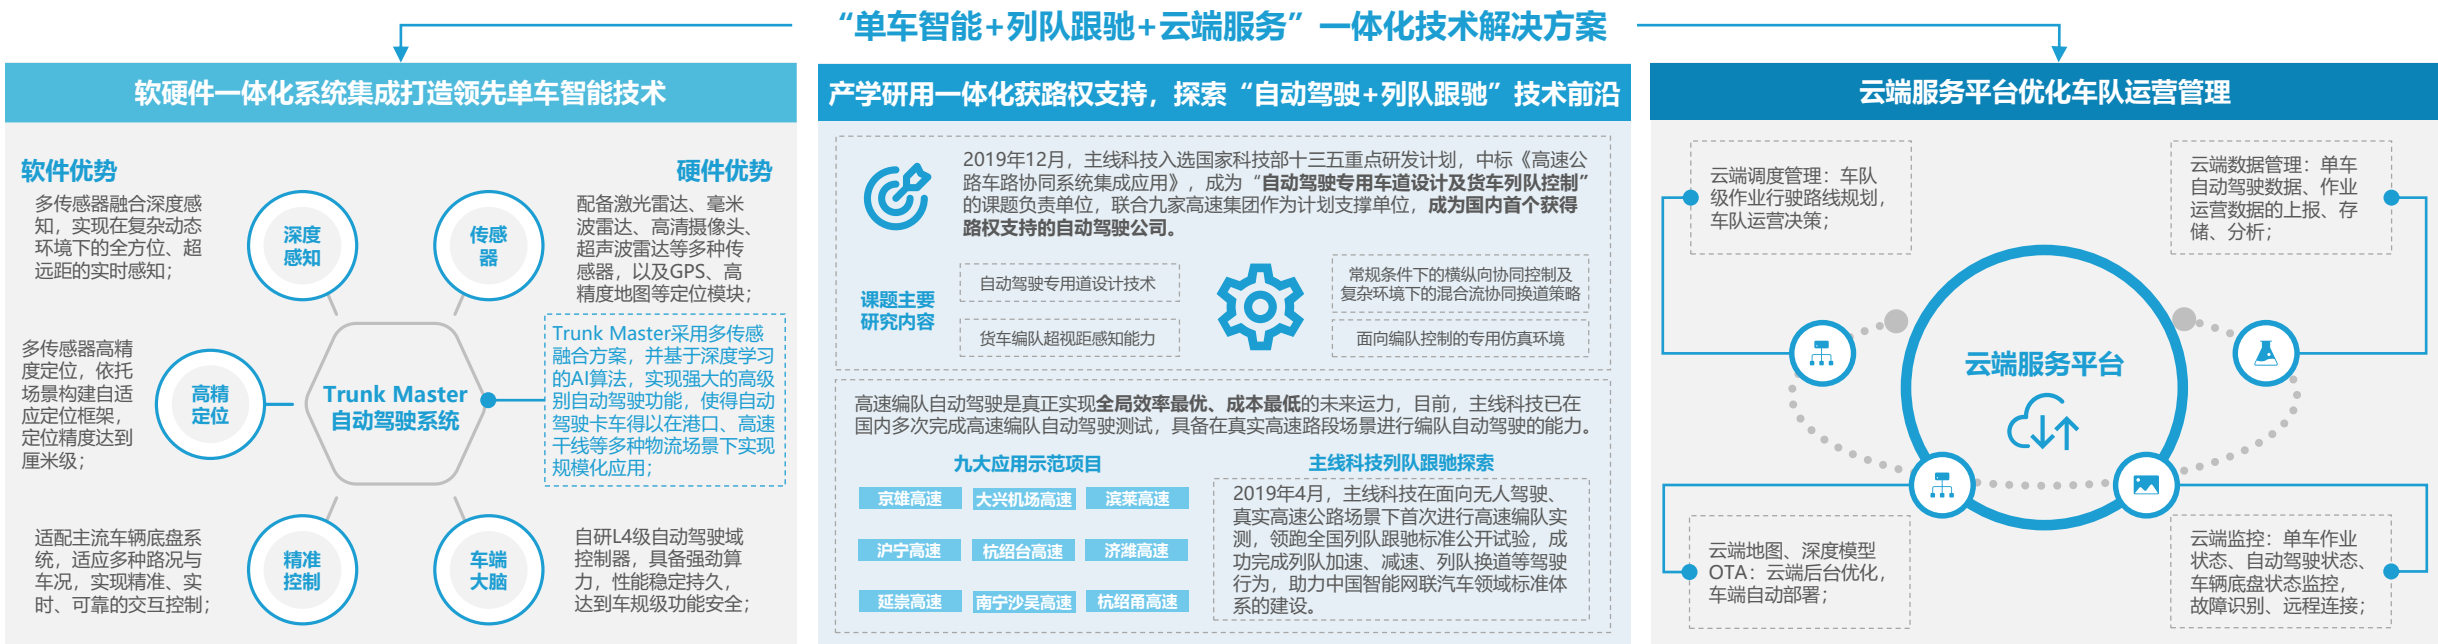 “单车智能+列队跟驰+云端服务”一体化技术解决方案
软硬件一体化系统集成打造领先单车智能技术
软件优势
硬件优势
多传感器融合深度感
知，实现在复杂动态
环境下的全方位、超
远距的实时感知；
深度
感知
传感
器
配备激光雷达、毫米
波雷达、高清摄像头、
超声波雷达等多种传
感器，以及GPS、高
精度地图等定位模块；
多传感器高精
度定位，依托
场景构建自适
应定位框架，
定位精度达到
厘米级；
高精
定位
Trunk Master
自动驾驶系统
Trunk Master采用多传感
融合方案，并基于深度学习
的AI算法，实现强大的高级
别自动驾驶功能，使得自动
驾驶卡车得以在港口、高速
干线等多种物流场景下实现
规模化应用；
适配主流车辆底盘系
统，适应多种路况与
车况，实现精准、实
时、可靠的交互控制；
精准
控制
车端
大脑
自研L4级自动驾驶域
控制器，具备强劲算
力，性能稳定持久，
达到车规级功能安全；
产学研用一体化获路权支持，探索“自动驾驶+列队跟驰”技术前沿
2019年12月，主线科技入选国家科技部十三五重点研发计划，中标《高速公
路车路协同系统集成应用》，成为“自动驾驶专用车道设计及货车列队控制”
的课题负责单位，联合九家高速集团作为计划支撑单位，成为国内首个获得
路权支持的自动驾驶公司。
课题主要
研究内容
自动驾驶专用道设计技术
货车编队超视距感知能力
常规条件下的横纵向协同控制及
复杂环境下的混合流协同换道策略
面向编队控制的专用仿真环境
高速编队自动驾驶是真正实现全局效率最优、成本最低的未来运力，目前，主线科技已在
国内多次完成高速编队自动驾驶测试，具备在真实高速路段场景进行编队自动驾驶的能力。
九大应用示范项目
京雄高速
大兴机场高速
滨莱高速
沪宁高速
杭绍台高速
济潍高速
延崇高速
南宁沙吴高速
杭绍甬高速
主线科技列队跟驰探索
2019年4月，主线科技在面向无人驾驶、
真实高速公路场景下首次进行高速编队实
测，领跑全国列队跟驰标准公开试验，成
功完成列队加速、减速、列队换道等驾驶
行为，助力中国智能网联汽车领域标准体
系的建设。
云端服务平台优化车队运营管理
云端调度管理：车队
级作业行驶路线规划，
车队运营决策；
云端数据管理：单车
自动驾驶数据、作业
运营数据的上报、存
储、分析；
云端服务平台
云端地图、深度模型
OTA：云端后台优化，
车端自动部署；
云端监控：单车作业
状态、自动驾驶状态、
车辆底盘状态监控，
故障识别、远程连接；